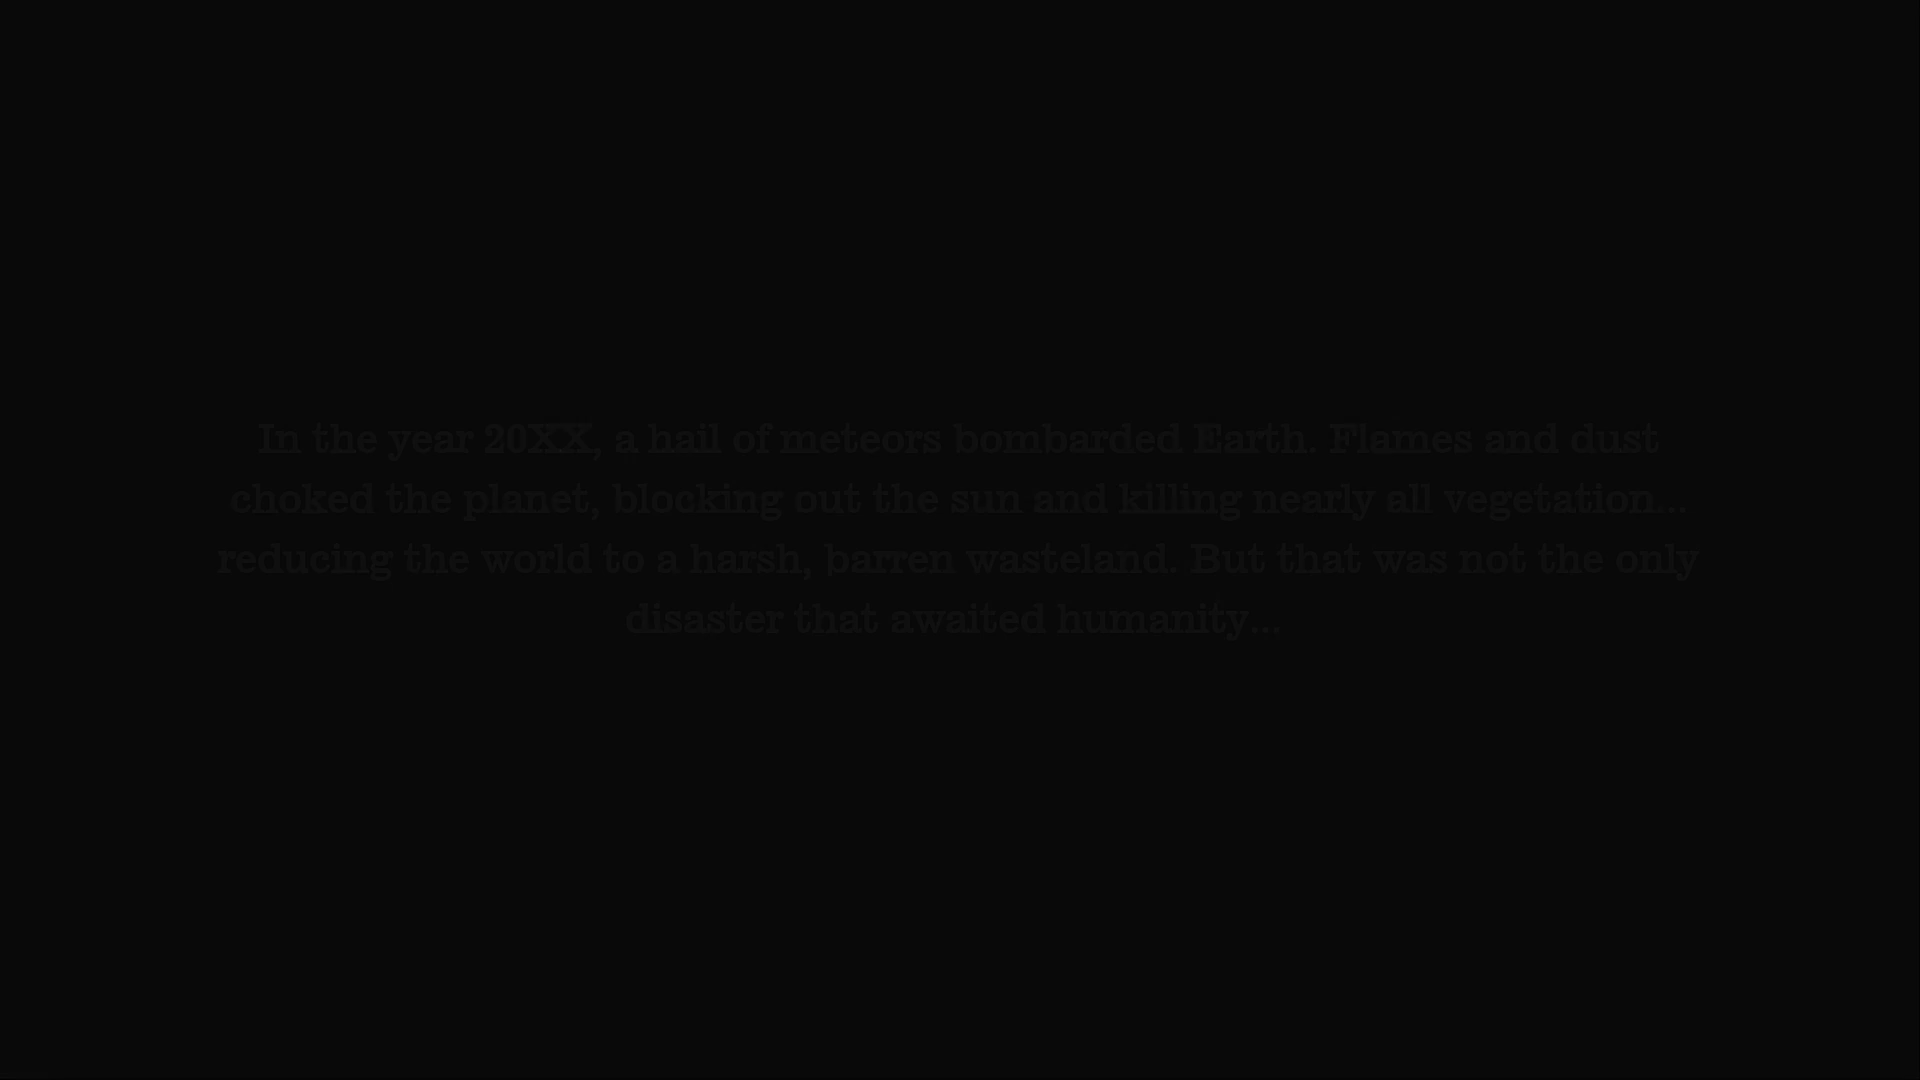 In the year 20XX, a hail of meteors bombarded Earth. Flames and dust
choked the planet, blocking out the sun and killing nearly all vegetation...
reducing the world to a harsh, barren wasteland. But that was not the only
disaster that awaited humanity...